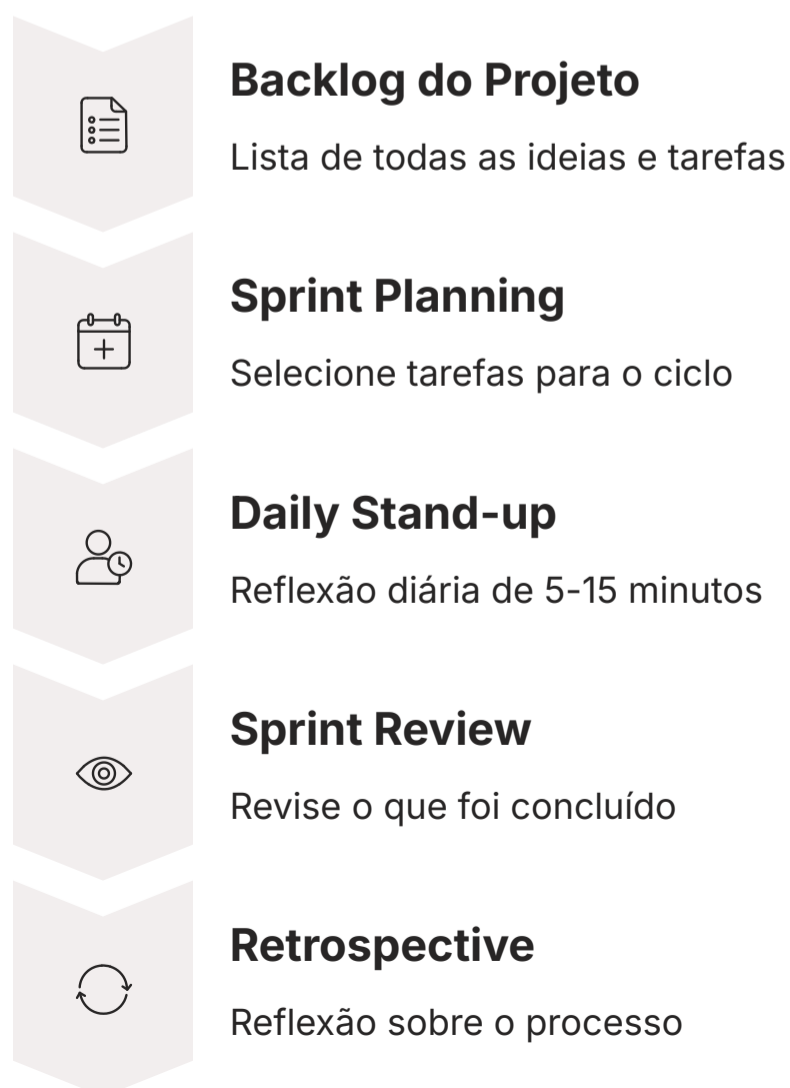 Backlog do Projeto
Lista de todas as ideias e tarefas
Sprint Planning
Selecione tarefas para o ciclo
Daily Stand-up
Reflexão diária de 5-15 minutos
Sprint Review
Revise o que foi concluído
Retrospective
Reflexão sobre o processo